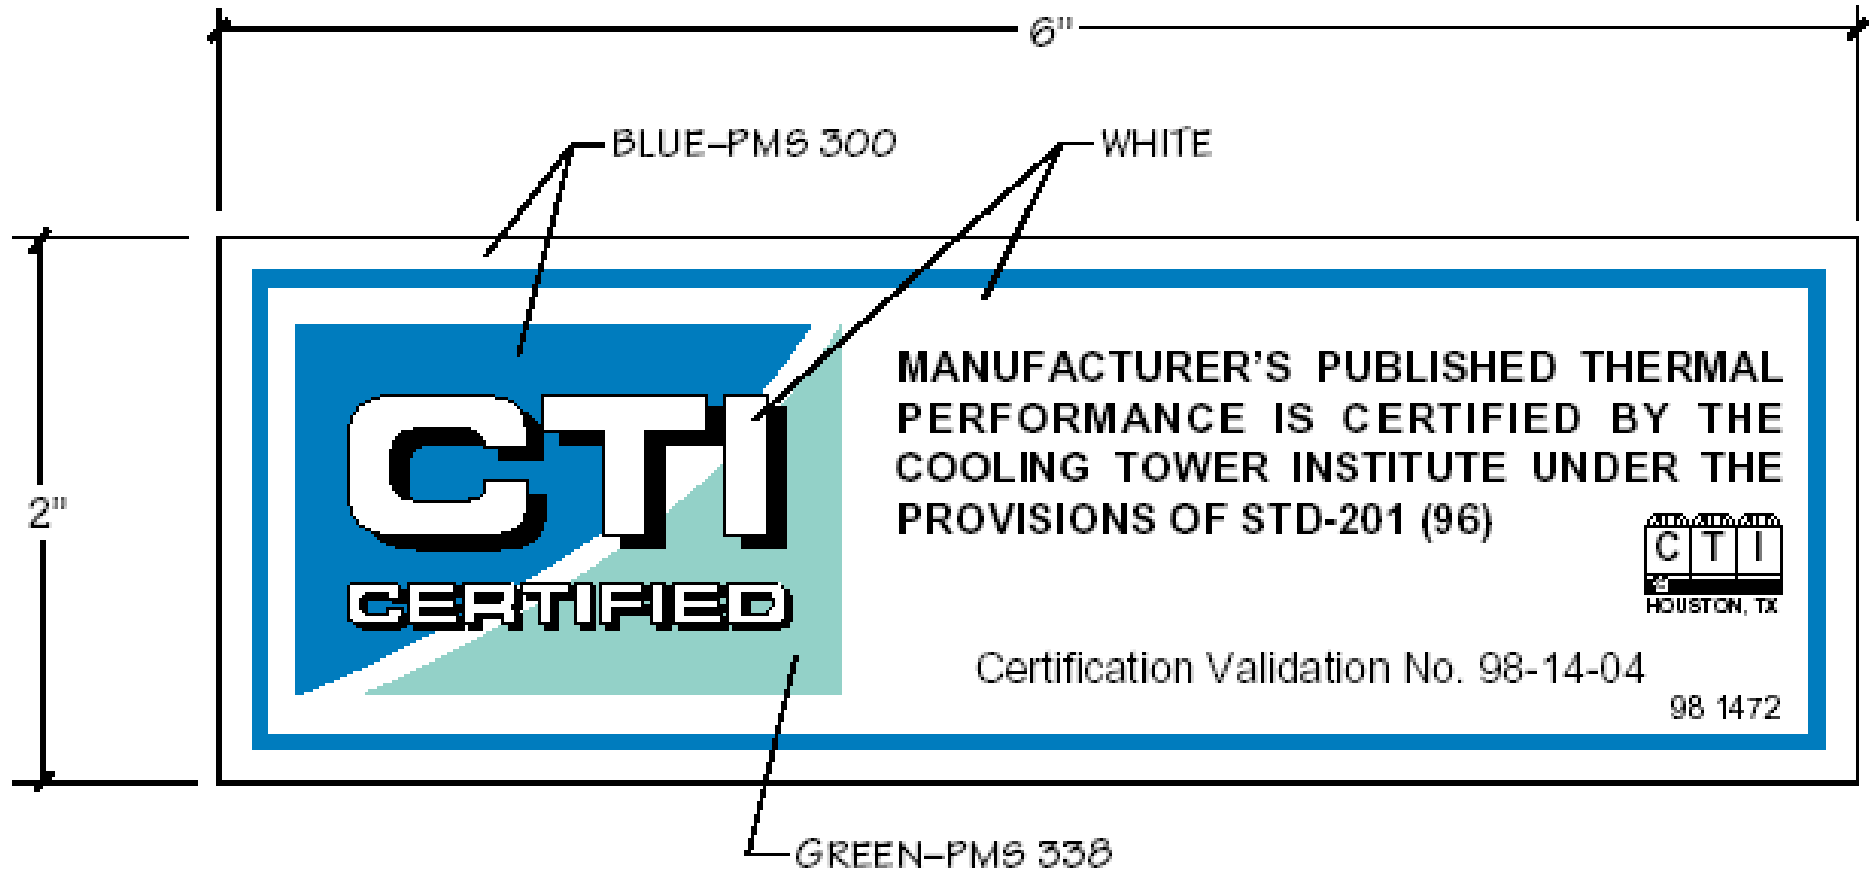 6"
BLUE-PMS 300
WHITE
2"
CTI
CERTIFIED
MANUFACTURER'S PUBLISHED THERMAL
PERFORMANCE IS CERTIFIED BY THE
COOLING TOWER INSTITUTE UNDER THE
PROVISIONS OF STD-201 (96)
C T I
HOUSTON, TX
Certification Validation No. 98-14-04
98 1472
GREEN-PMS 338